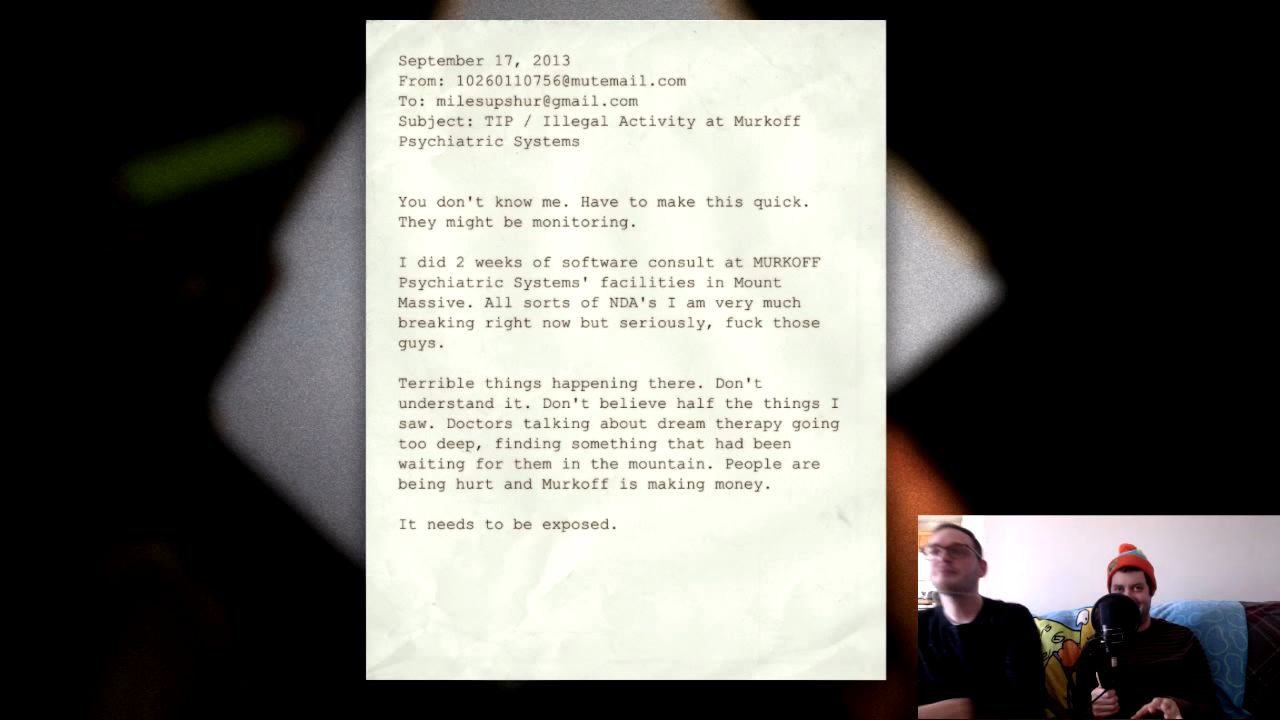 September 17, 2013
From: 10260110756@mutemail.com
To: milesupshur@gmail.com
Subject: TIP / Illegal Activity at Murkoff
Psychiatric Systems
You don't know me. Have to make this quick.
They might be monitoring.
I did 2 weeks of software consult at MURKOFF
Psychiatric Systems' facilities in Mount
Massive. All sorts of NDA's I am very much
breaking right now but seriously, fuck those
guys.
Terrible things happening there. Don't
understand it. Don't believe half the things I
saw. Doctors talking about dream therapy going
too deep, finding something that had been
waiting for them in the mountain. People are
being hurt and Murkoff is making money.
It needs to be exposed.